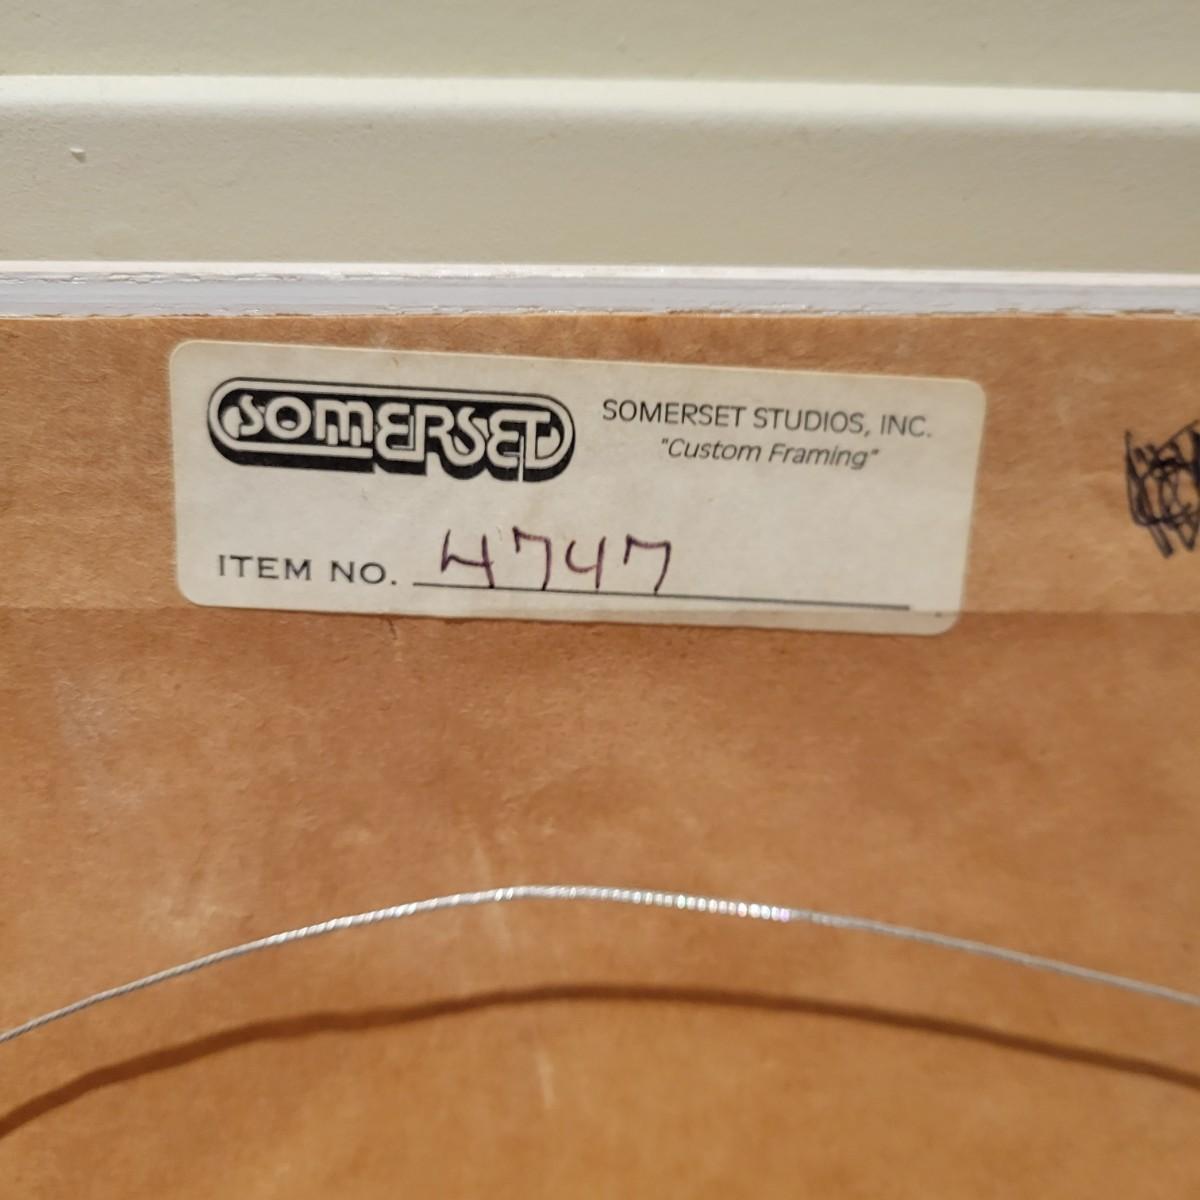 SOMERSET
SOMERSET STUDIOS, INC.
"Custom Framing"
ITEM NO. 4747